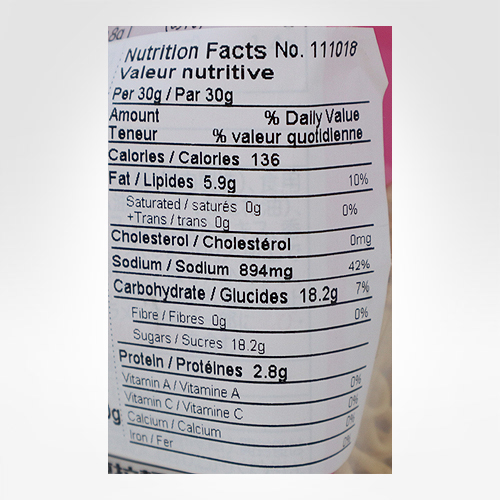 Nutrition Facts No. 111018
Valeur nutritive
Per 30g / Par 30g
Amount % Daily Value
Teneur % valeur quotidienne
Calories / Calories 136
Fat / Lipides 5.9g 10%
Saturated / saturés 0g
+Trans / trans 0g 0%
Cholesterol / Cholestérol 0mg
Sodium / Sodium 894mg 42%
Carbohydrate / Glucides 18.2g 7%
Fibre / Fibres 0g 0%
Sugars / Sucres 18.2g
Protein / Protéines 2.8g
Vitamin A / Vitamine A 0%
Vitamin C / Vitamine C 0%
Calcium / Calcium 0%
Iron / Fer 0%